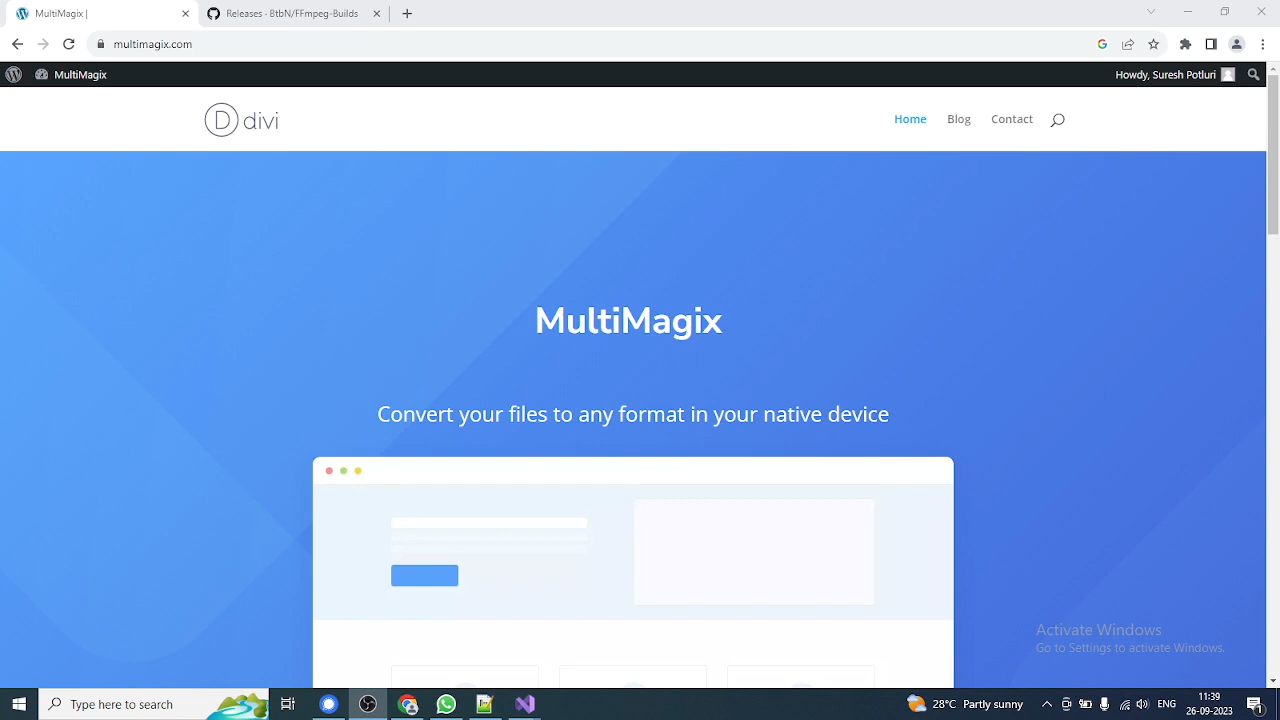 MultiMagix |
Releases - BtbN/FFmpeg-Builds
multimagix.com
MultiMagix
Howdy, Suresh Potluri
D divi
Home
Blog
Contact
MultiMagix
Convert your files to any format in your native device
Activate Windows
Go to Settings to activate Windows.
Type here to search
28°C Partly sunny
ENG
11:39
26-09-2023
1